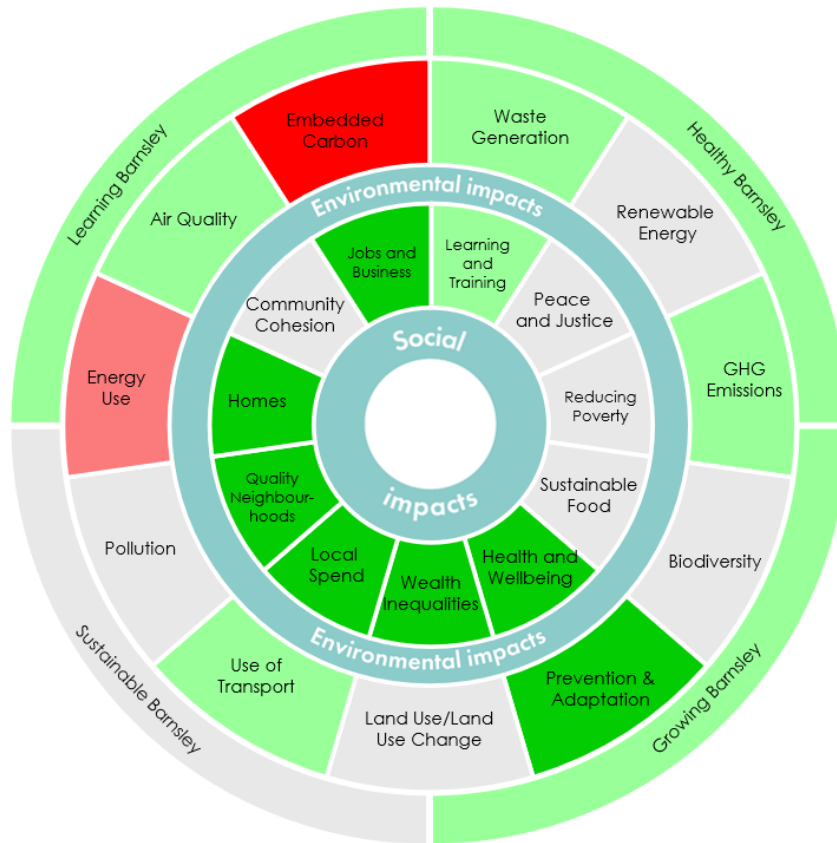 Learning Barnsley
Healthy Barnsley
Growing Barnsley
Sustainable Barnsley
Embedded
Carbon
Waste
Generation
Renewable
Energy
GHG
Emissions
Biodiversity
Prevention &
Adaptation
Land Use/Land
Use Change
Use of
Transport
Pollution
Energy
Use
Air Quality
Environmental impacts
Environmental impacts
Jobs and
Business
Learning
and
Training
Peace
and Justice
Reducing
Poverty
Sustainable
Food
Health and
Wellbeing
Wealth
Inequalities
Local
Spend
Quality
Neighbour-
hoods
Homes
Community
Cohesion
Social
impacts